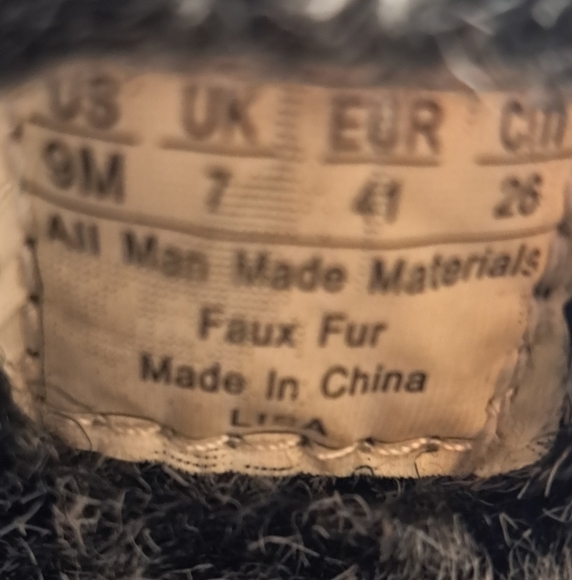 US UK EUR Cm
9M 7 41 26
All Man Made Materials
Faux Fur
Made In China